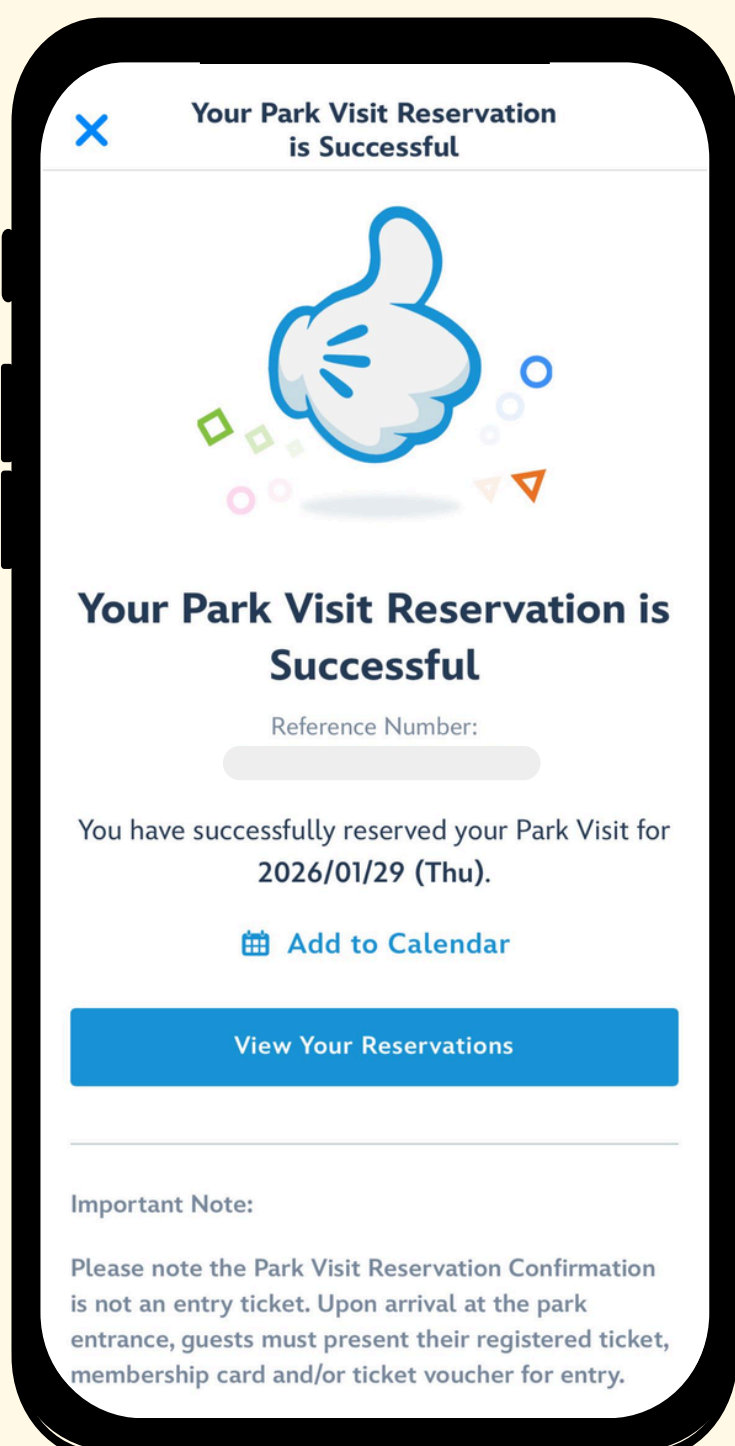 Your Park Visit Reservation
is Successful
Your Park Visit Reservation is
Successful
Reference Number:
You have successfully reserved your Park Visit for
2026/01/29 (Thu).
Add to Calendar
View Your Reservations
Important Note:
Please note the Park Visit Reservation Confirmation
is not an entry ticket. Upon arrival at the park
entrance, guests must present their registered ticket,
membership card and/or ticket voucher for entry.